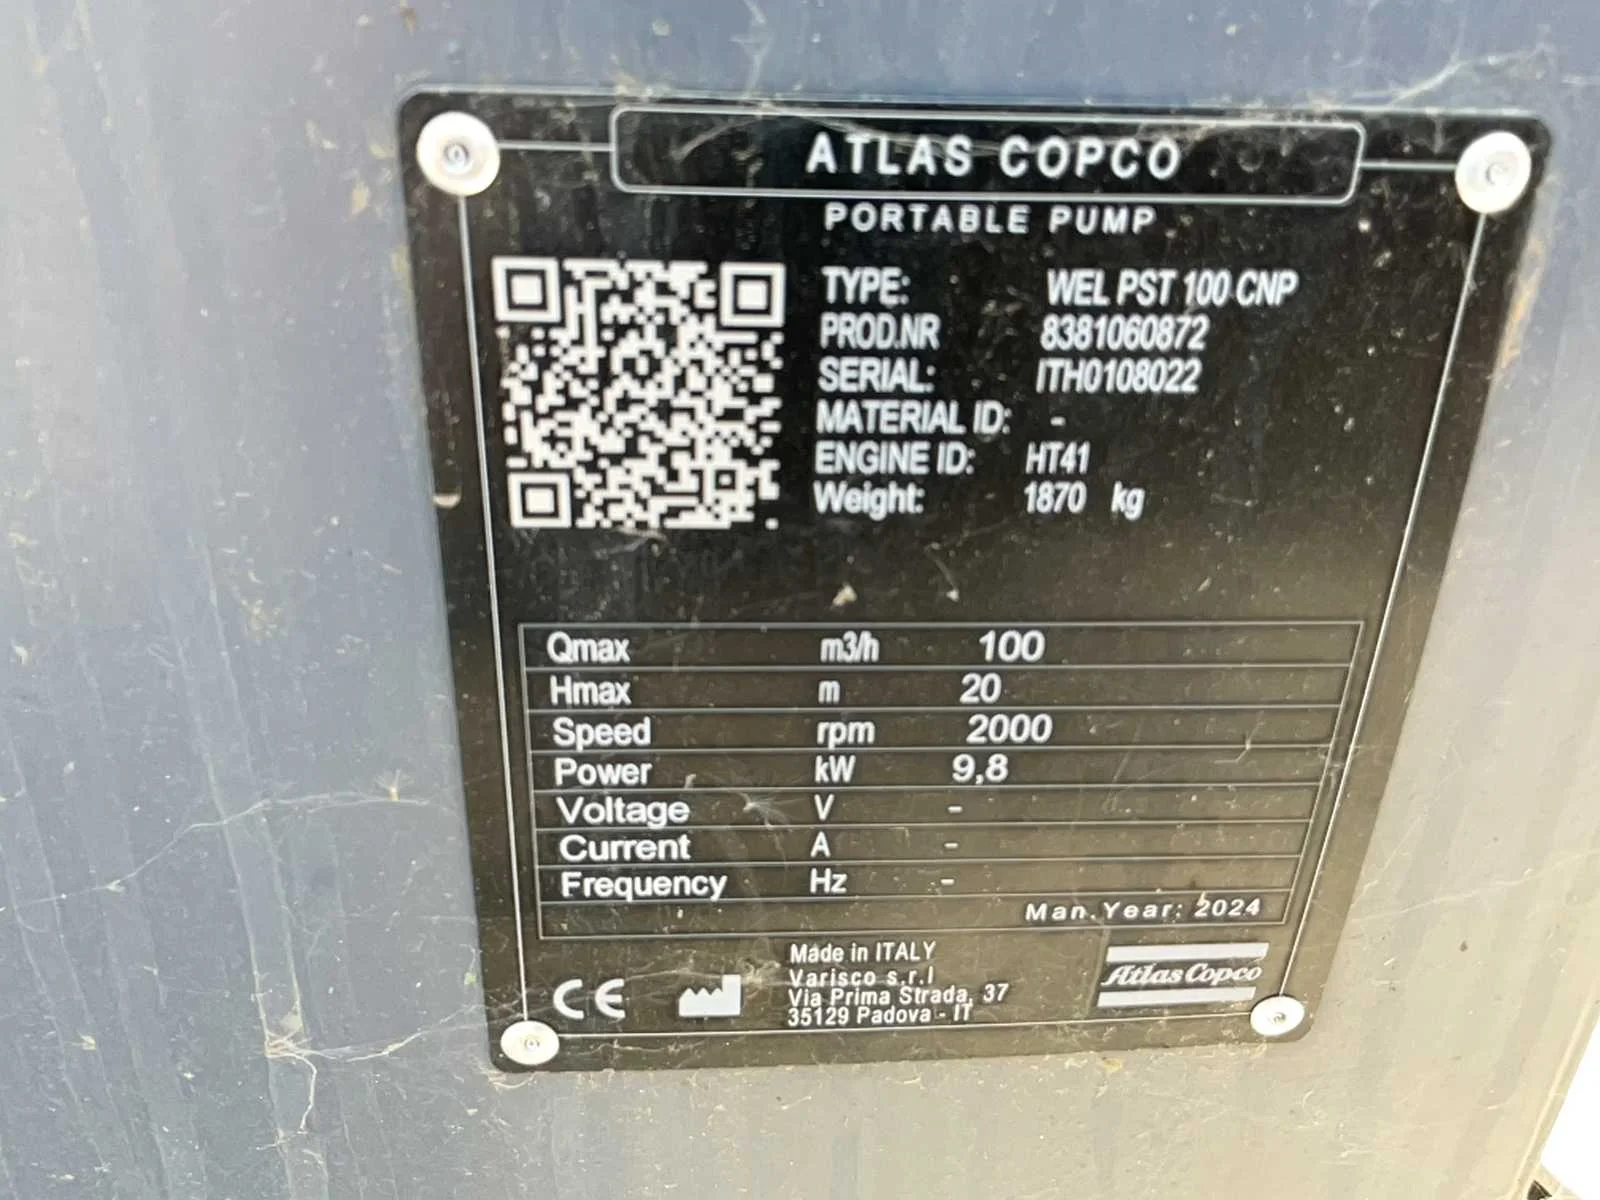 ATLAS COPCO
PORTABLE PUMP
TYPE: WEL PST 100 CNP
PROD.NR 8381060872
SERIAL: ITH0108022
MATERIAL ID: -
ENGINE ID: HT41
Weight: 1870 kg
Qmax m3/h 100
Hmax m 20
Speed rpm 2000
Power kW 9,8
Voltage V -
Current A -
Frequency Hz -
Man. Year: 2024
Made in ITALY
Varisco s.r.l
Via Prima Strada, 37
35129 Padova - IT
CE
Atlas Copco